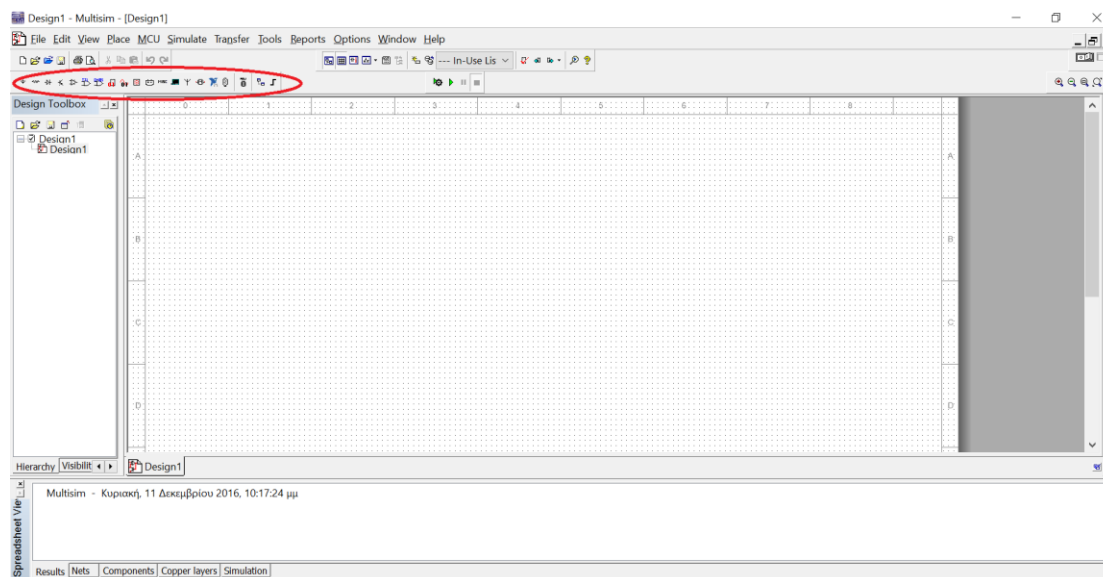 Design1 - Multisim - [Design1]
File Edit View Place MCU Simulate Transfer Tools Reports Options Window Help
--- In-Use Lis
Design Toolbox
0 1 2 3 4 5 6 7 8
Design1
Design1
A A
B B
C C
D D
Hierarchy Visibilit Design1
Multisim - Κυριακή, 11 Δεκεμβρίου 2016, 10:17:24 μμ
Spreadsheet View
Results Nets Components Copper layers Simulation